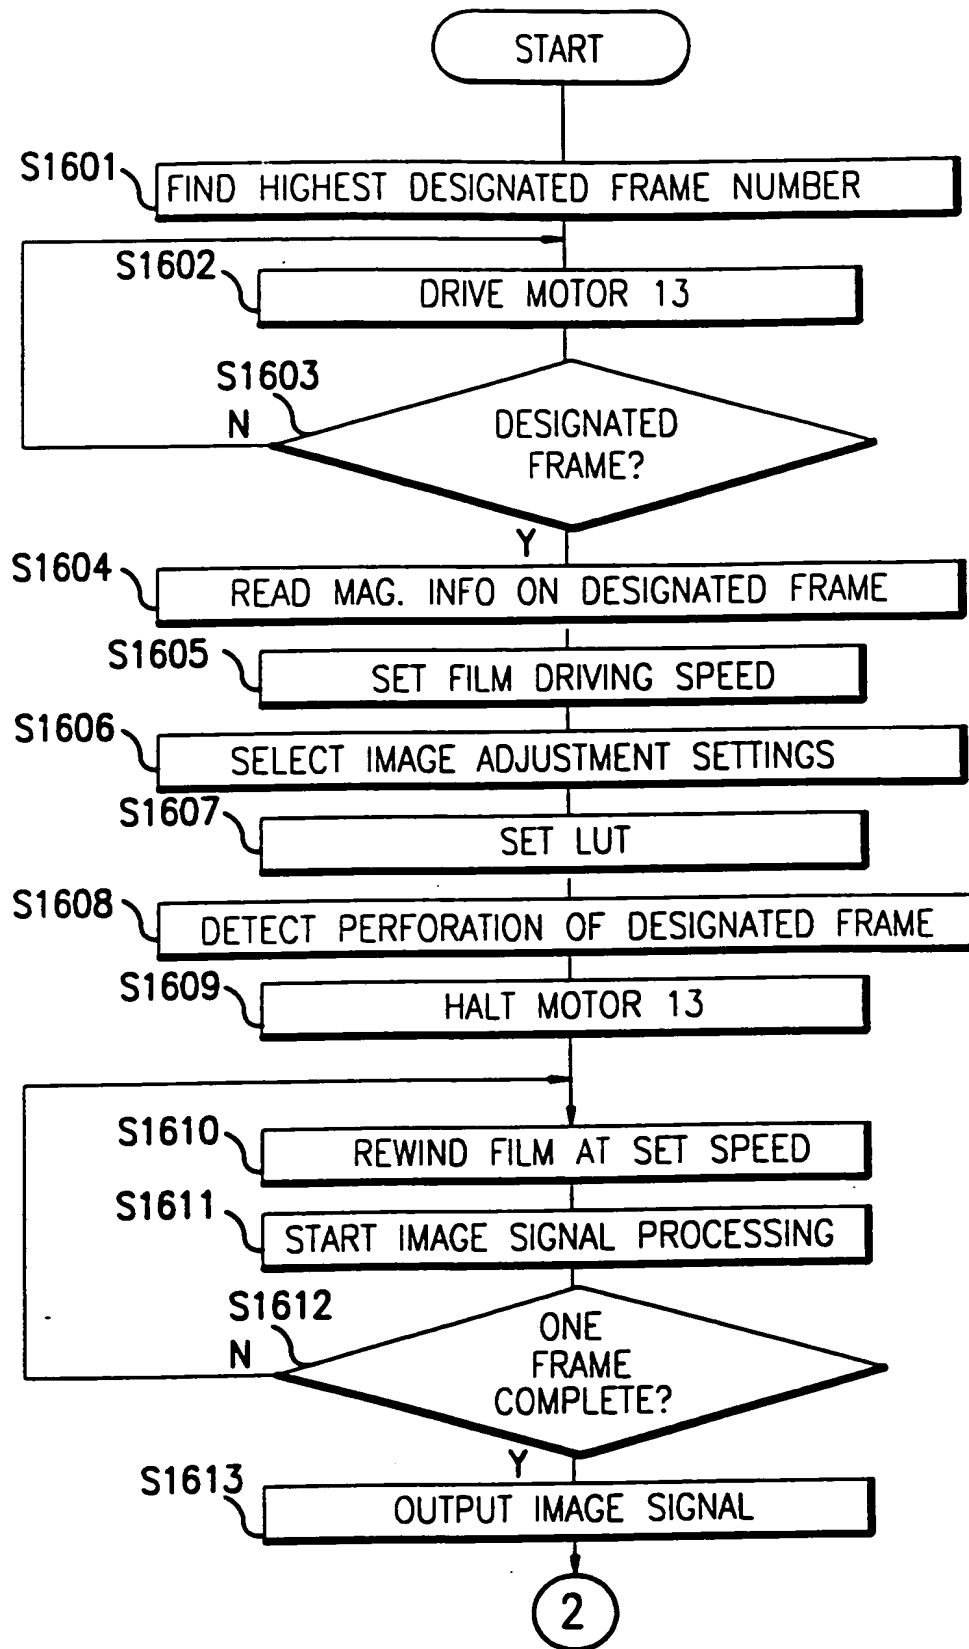 START
S1601
FIND HIGHEST DESIGNATED FRAME NUMBER
S1602
DRIVE MOTOR 13
S1603
N
DESIGNATED
FRAME?
Y
S1604
READ MAG. INFO ON DESIGNATED FRAME
S1605
SET FILM DRIVING SPEED
S1606
SELECT IMAGE ADJUSTMENT SETTINGS
S1607
SET LUT
S1608
DETECT PERFORATION OF DESIGNATED FRAME
S1609
HALT MOTOR 13
S1610
REWIND FILM AT SET SPEED
S1611
START IMAGE SIGNAL PROCESSING
S1612
N
ONE
FRAME
COMPLETE?
Y
S1613
OUTPUT IMAGE SIGNAL
2